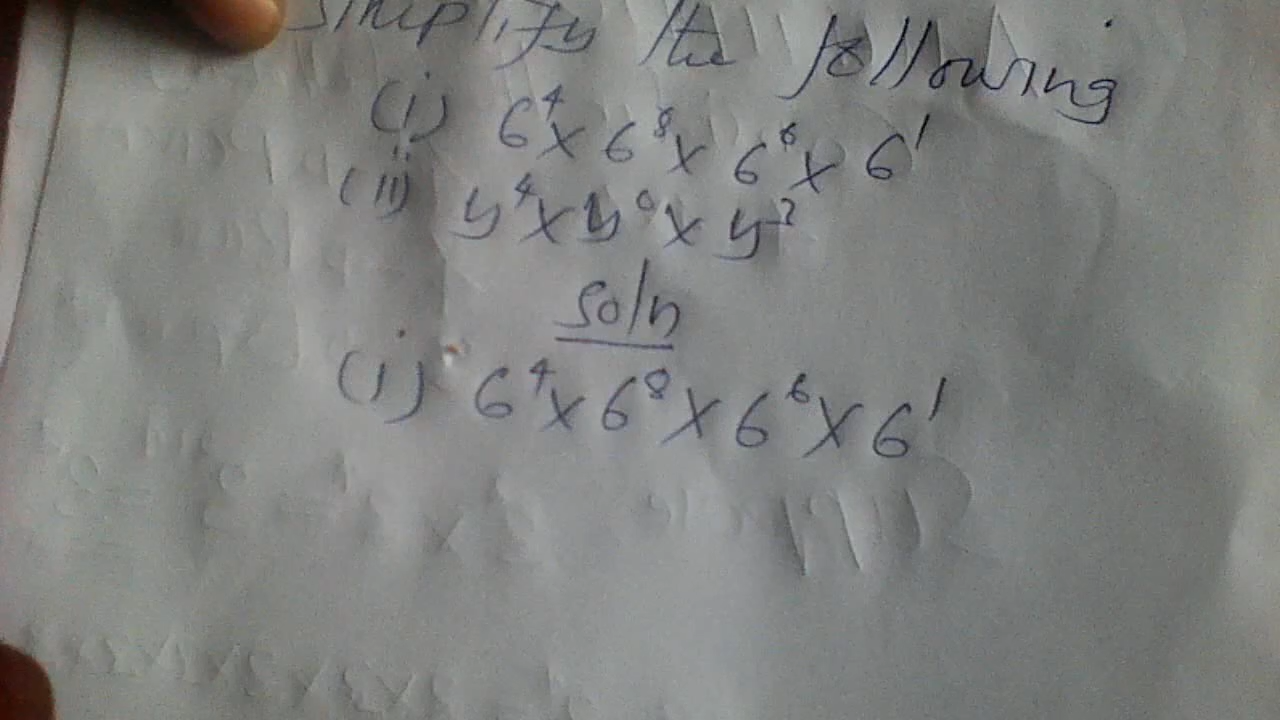 Simplify the following
(i) 6⁴ x 6⁸ x 6⁶ x 6¹
(ii) y⁴ x y⁰ x y²
Soln
(i) 6⁴ x 6⁸ x 6⁶ x 6¹